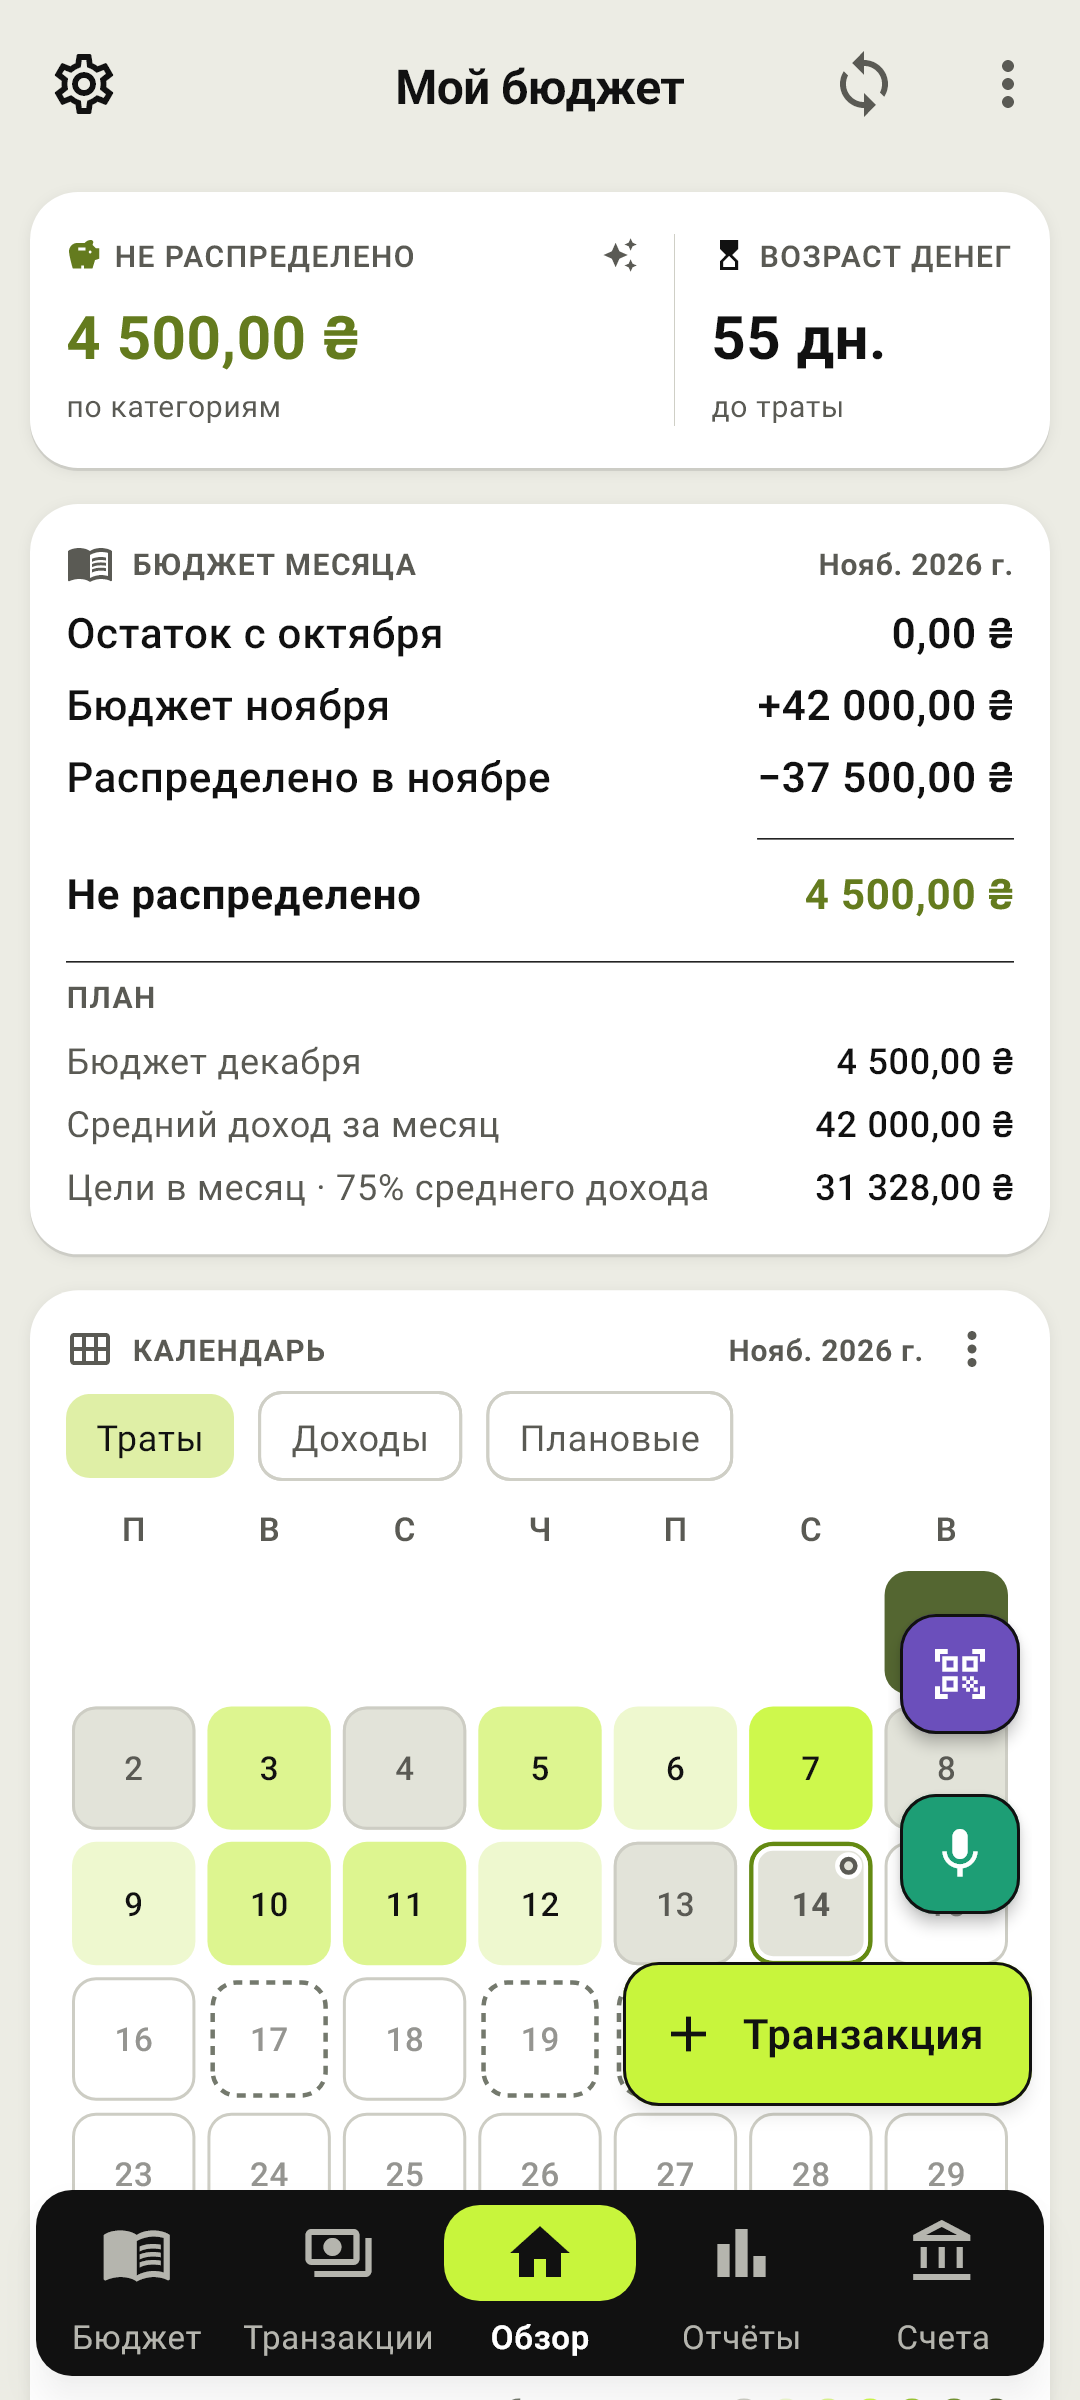 Мой бюджет
НЕ РАСПРЕДЕЛЕНО
4 500,00 ₴
по категориям
ВОЗРАСТ ДЕНЕГ
55 дн.
до траты
БЮДЖЕТ МЕСЯЦА Нояб. 2026 г.
Остаток с октября 0,00 ₴
Бюджет ноября +42 000,00 ₴
Распределено в ноябре −37 500,00 ₴
Не распределено 4 500,00 ₴
ПЛАН
Бюджет декабря 4 500,00 ₴
Средний доход за месяц 42 000,00 ₴
Цели в месяц · 75% среднего дохода 31 328,00 ₴
КАЛЕНДАРЬ Нояб. 2026 г.
Траты Доходы Плановые
П В С Ч П С В
2 3 4 5 6 7 8
9 10 11 12 13 14
16 17 18 19
+ Транзакция
23 24 25 26 27 28 29
Бюджет Транзакции Обзор Отчёты Счета